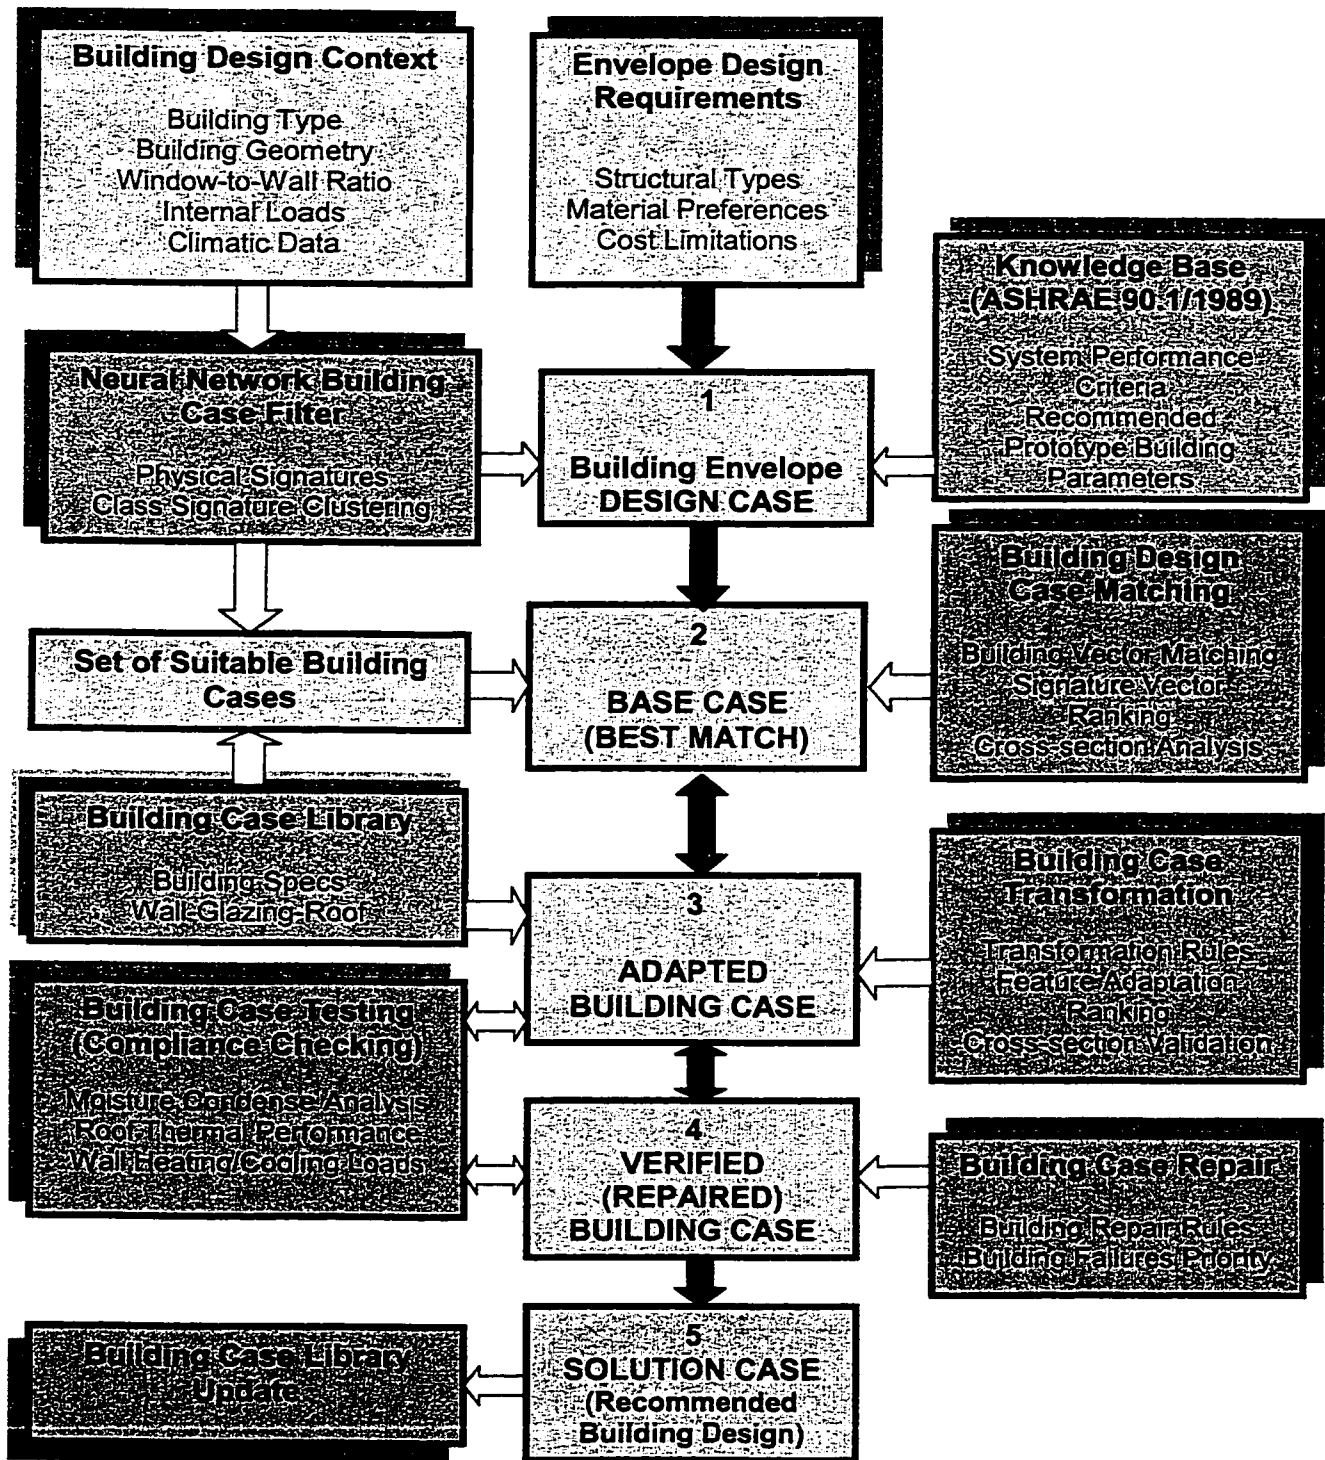 Building Design Context
Building Type
Building Geometry
Window-to-Wall Ratio
Internal Loads
Climatic Data
Envelope Design
Requirements
Structural Types
Material Preferences
Cost Limitations
Knowledge Base
(ASHRAE 90.1/1989)
System Performance
Criteria
Recommended
Prototype Building
Parameters
Neural Network Building
Case Filter
Physical Signatures
Class Signature Clustering
1
Building Envelope
DESIGN CASE
Building Design
Case Matching
Building Vector Matching
Signature Vector
Ranking
Cross-section Analysis
Set of Suitable Building
Cases
2
BASE CASE
(BEST MATCH)
Building Case Library
Building Specs
Wall-Glazing-Roof
3
ADAPTED
BUILDING CASE
Building Case
Transformation
Transformation Rules
Feature Adaptation
Ranking
Cross-section Validation
Building Case Testing
(Compliance Checking)
Moisture Condense Analysis
Roof Thermal Performance
Wall Heating/Cooling Loads
4
VERIFIED
(REPAIRED)
BUILDING CASE
Building Case Repair
Building Repair Rules
Building Failures Priority
5
SOLUTION CASE
(Recommended
Building Design)
Building Case Library
Update